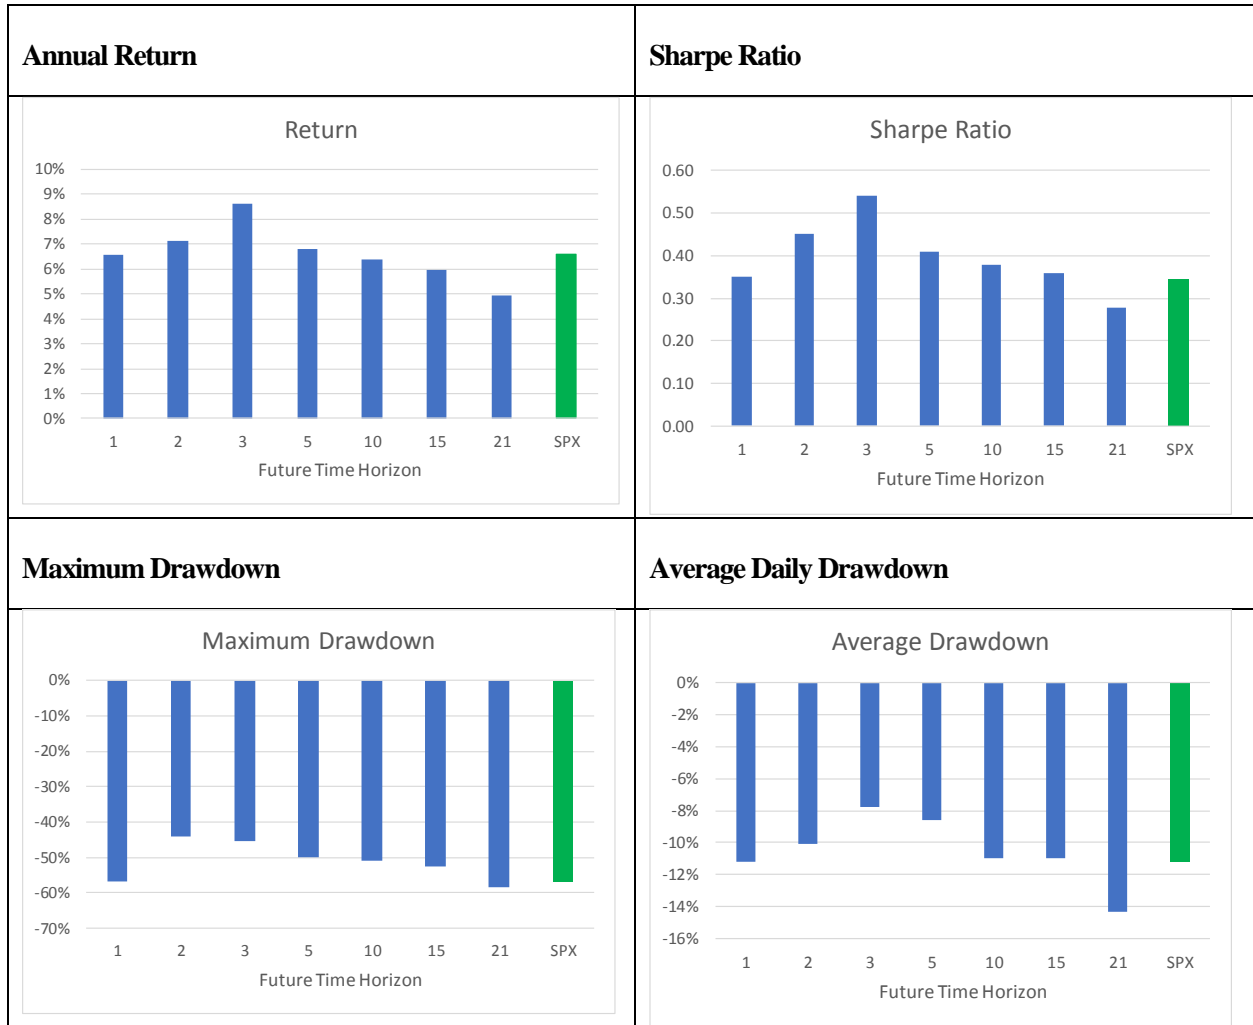 Annual Return
Sharpe Ratio
Return
10%
9%
8%
7%
6%
5%
4%
3%
2%
1%
0%
1 2 3 5 10 15 21 SPX
Future Time Horizon
Sharpe Ratio
0.60
0.50
0.40
0.30
0.20
0.10
0.00
1 2 3 5 10 15 21 SPX
Future Time Horizon
Maximum Drawdown
Average Daily Drawdown
Maximum Drawdown
0%
-10%
-20%
-30%
-40%
-50%
-60%
-70%
1 2 3 5 10 15 21 SPX
Future Time Horizon
Average Drawdown
0%
-2%
-4%
-6%
-8%
-10%
-12%
-14%
-16%
1 2 3 5 10 15 21 SPX
Future Time Horizon